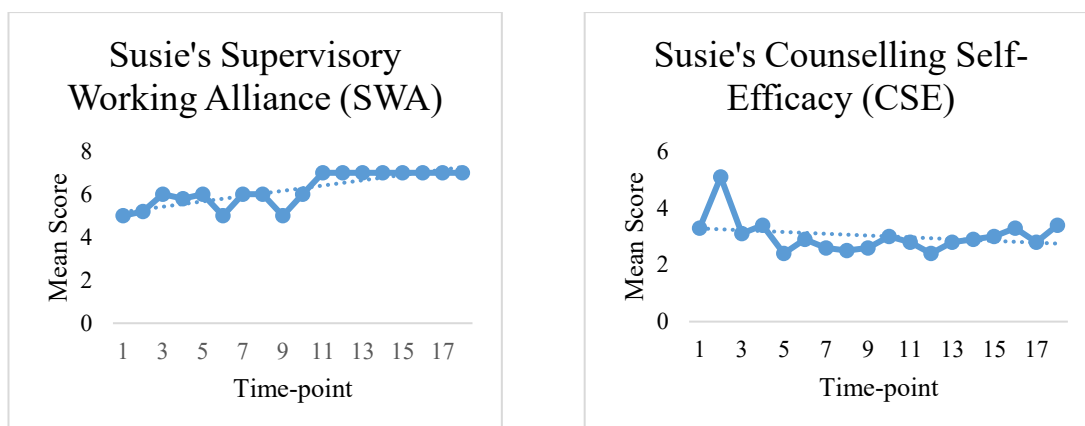 Susie's Supervisory
Working Alliance (SWA)
8
6
4
2
0
Mean Score
1 3 5 7 9 11 13 15 17
Time-point
Susie's Counselling Self-
Efficacy (CSE)
6
4
2
0
Mean Score
1 3 5 7 9 11 13 15 17
Time-point